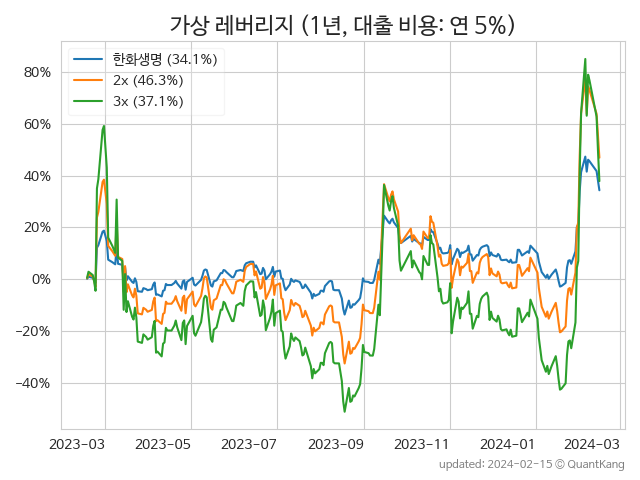 가상 레버리지 (1년, 대출 비용: 연 5%)
한화생명 (34.1%)
2x (46.3%)
3x (37.1%)
80%
60%
40%
20%
0%
−20%
−40%
2023-03
2023-05
2023-07
2023-09
2023-11
2024-01
2024-03
updated: 2024-02-15 © QuantKang